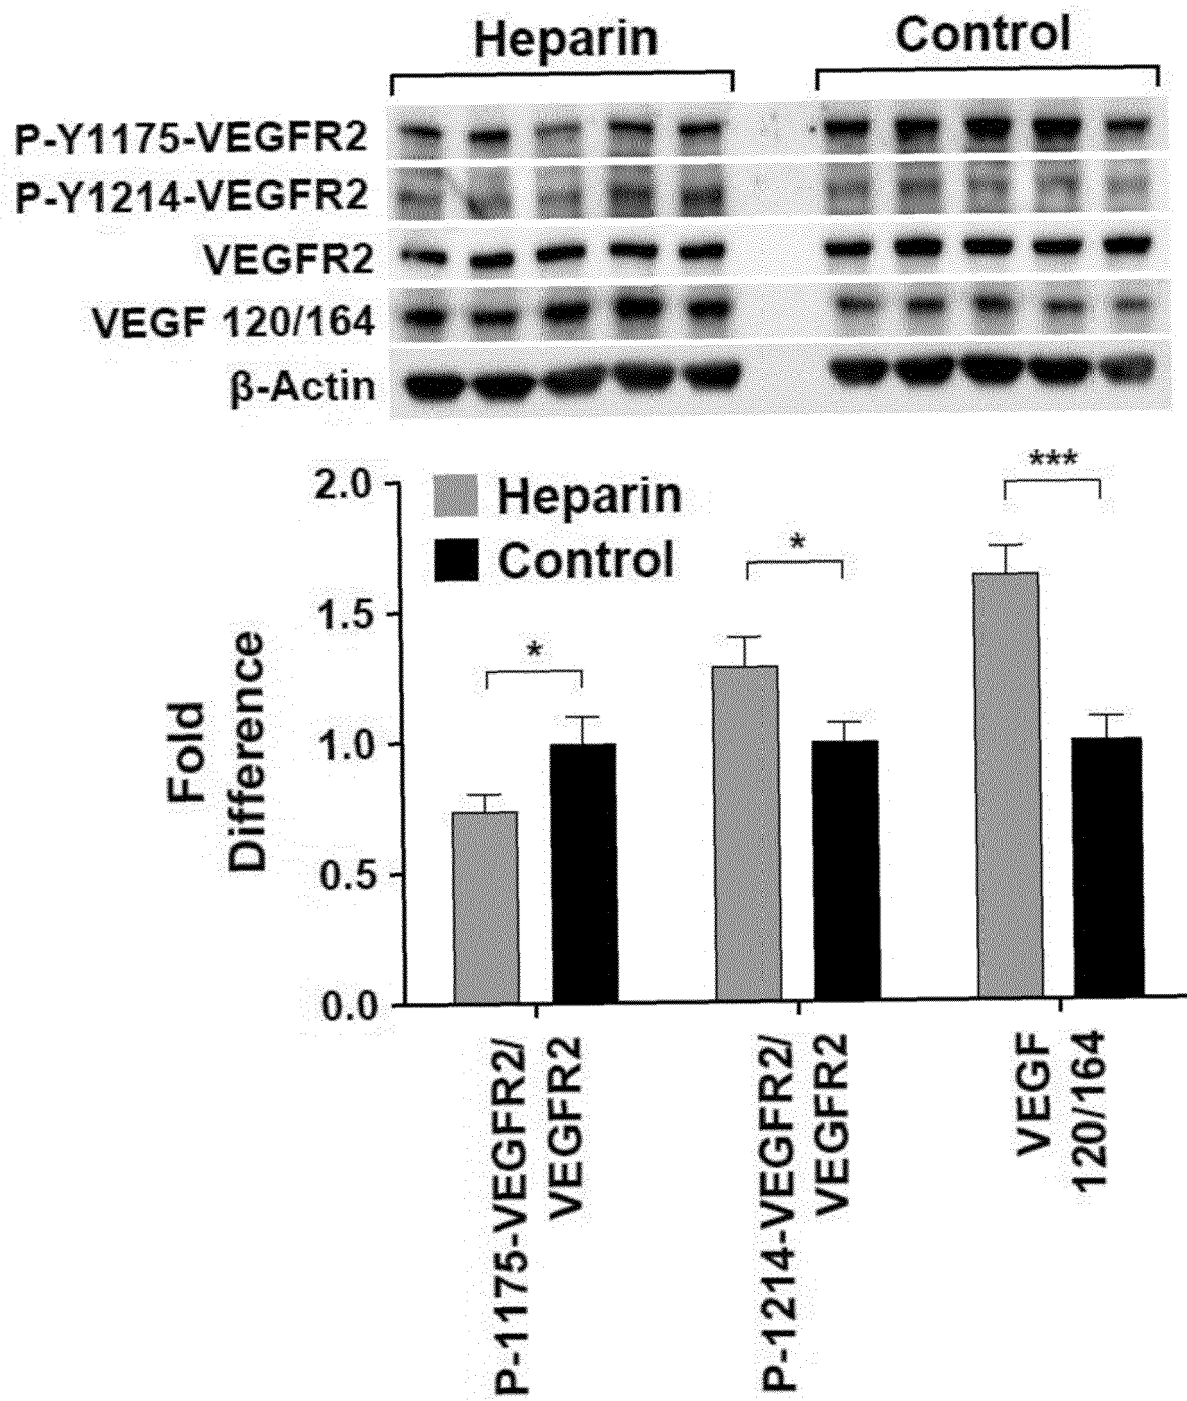 Heparin
Control
P-Y1175-VEGFR2
P-Y1214-VEGFR2
VEGFR2
VEGF 120/164
β-Actin
2.0
1.5
1.0
0.5
0.0
Fold
Difference
Heparin
Control
*
*
***
P-1175-VEGFR2/
VEGFR2
P-1214-VEGFR2/
VEGFR2
VEGF
120/164